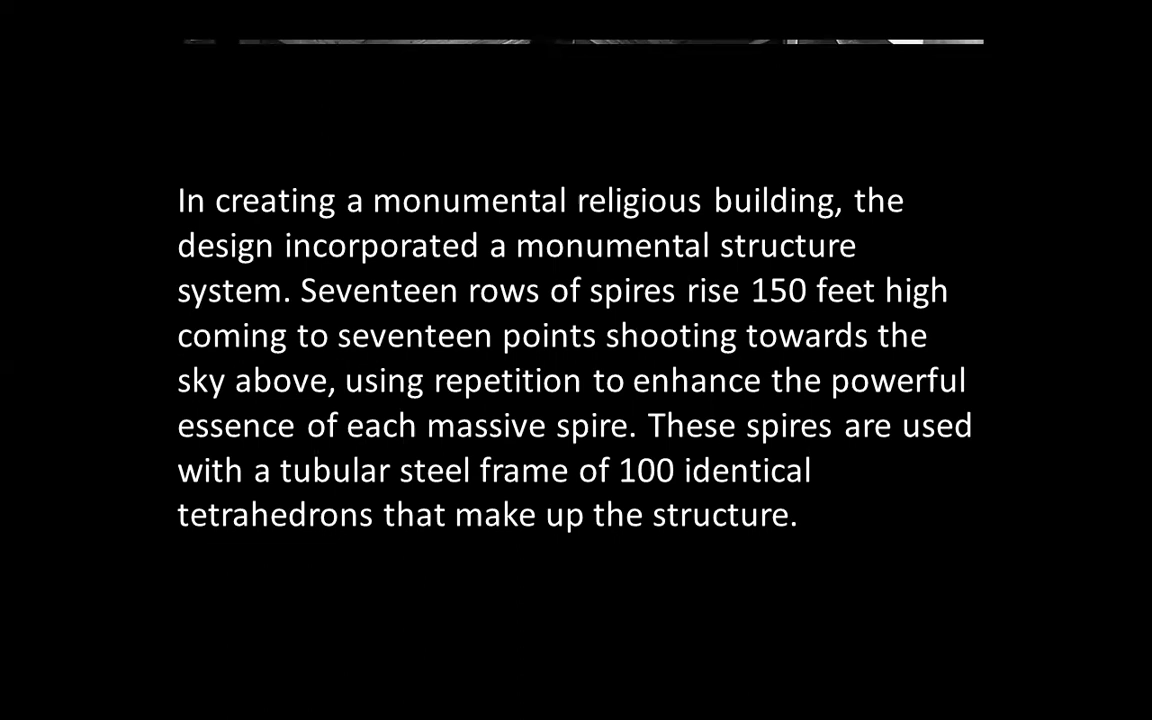 In creating a monumental religious building, the
design incorporated a monumental structure
system. Seventeen rows of spires rise 150 feet high
coming to seventeen points shooting towards the
sky above, using repetition to enhance the powerful
essence of each massive spire. These spires are used
with a tubular steel frame of 100 identical
tetrahedrons that make up the structure.